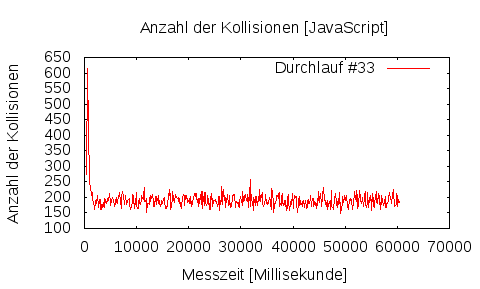 Anzahl der Kollisionen [JavaScript]
650
600
550
500
450
400
350
300
250
200
150
100
Anzahl der Kollisionen
Durchlauf #33
0 10000 20000 30000 40000 50000 60000 70000
Messzeit [Millisekunde]